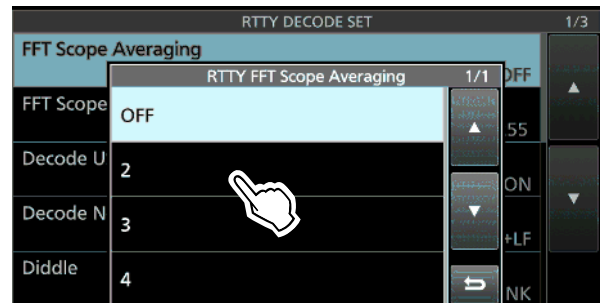 RTTY DECODE SET 1/3
FFT Scope Averaging
OFF
RTTY FFT Scope Averaging 1/1
OFF
2
3
4
FFT Scope
55
Decode U
ON
Decode N
+LF
Diddle
NK